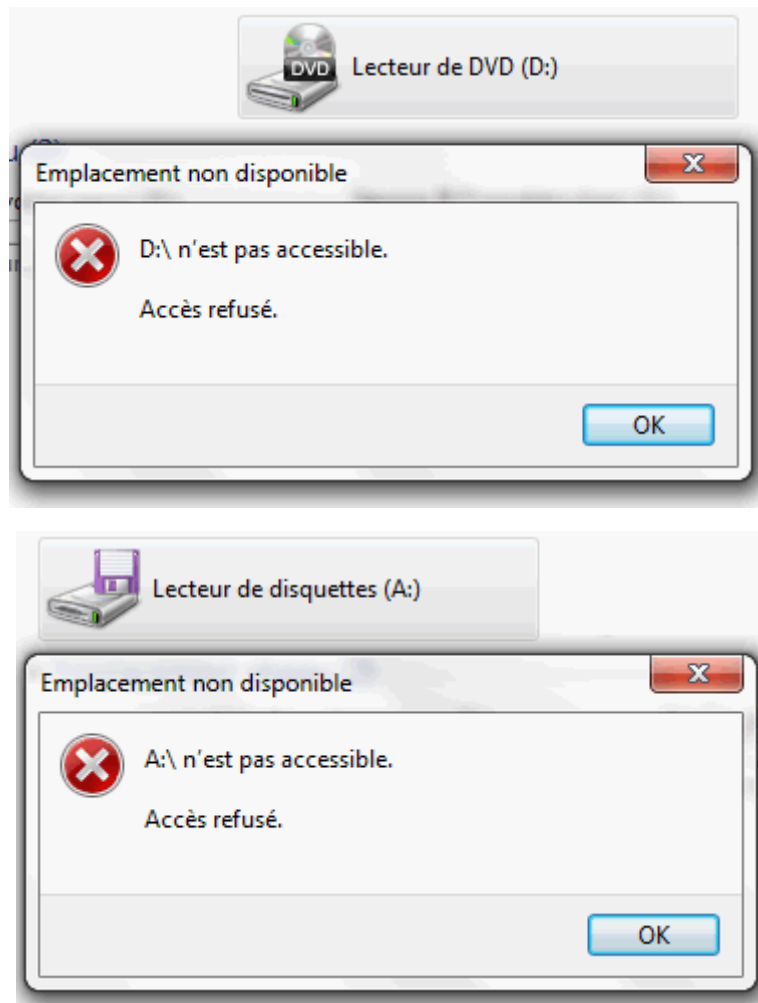 DVD
Lecteur de DVD (D:)
Emplacement non disponible
D:\ n'est pas accessible.
Accès refusé.
OK
Lecteur de disquettes (A:)
Emplacement non disponible
A:\ n'est pas accessible.
Accès refusé.
OK